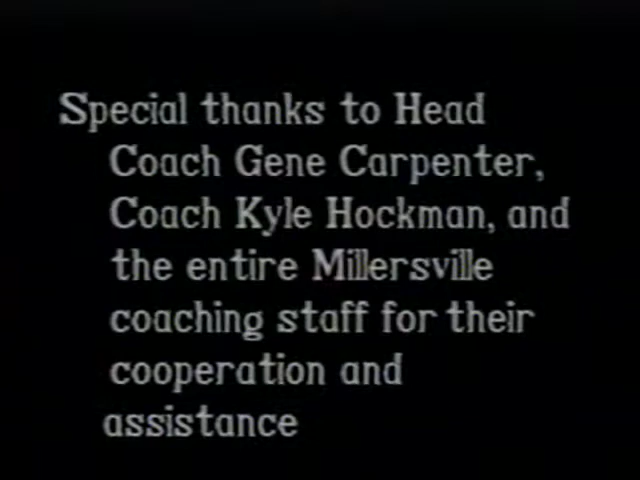 Special thanks to Head
Coach Gene Carpenter,
Coach Kyle Hockman, and
the entire Millersville
coaching staff for their
cooperation and
assistance